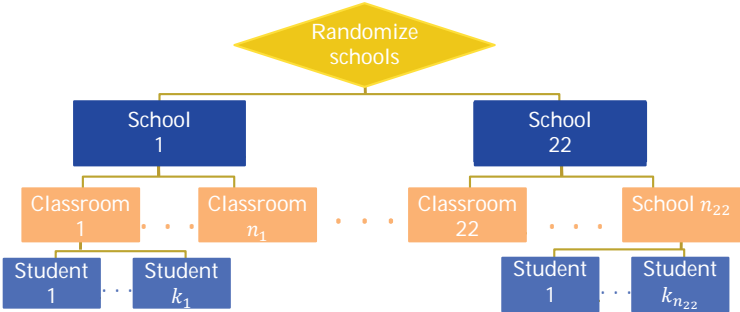 Randomize
schools
School
1
School
22
Classroom
1
. . . .
Classroom
n₁
. . . .
Classroom
22
. . .
School n₂₂
Student
1
. . .
Student
k₁
Student
1
. . .
Student
kₙ₂₂